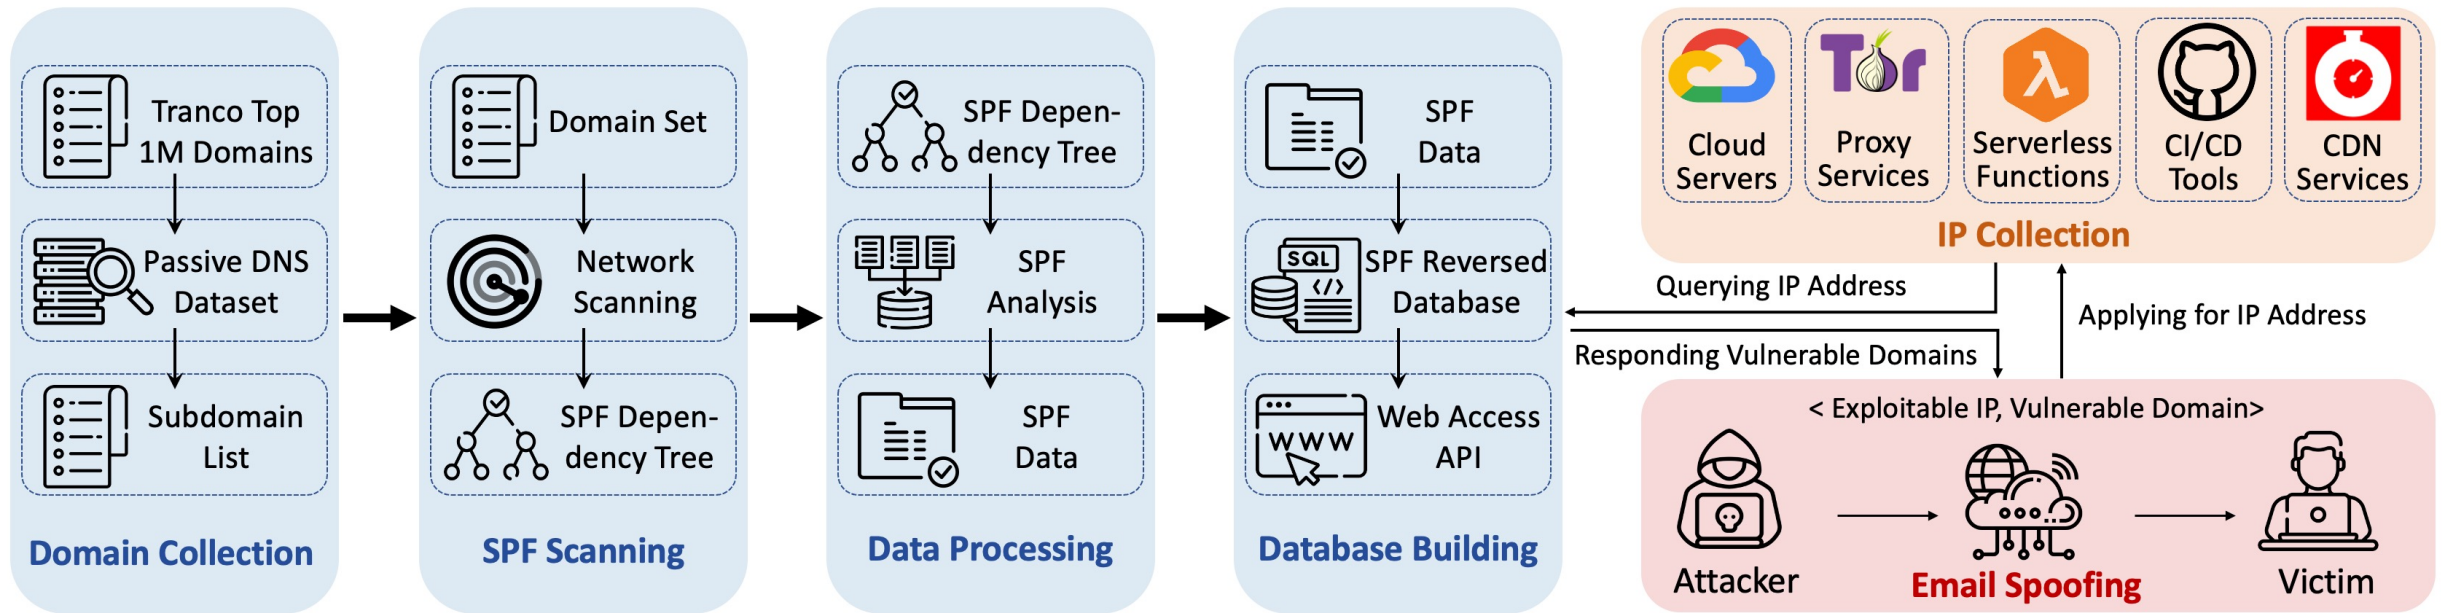 Tranco Top
1M Domains
Passive DNS
Dataset
Subdomain
List
Domain Collection
Domain Set
Network
Scanning
SPF Depen-
dency Tree
SPF Scanning
SPF Depen-
dency Tree
SPF
Analysis
SPF
Data
Data Processing
SPF
Data
SQL
</>
SPF Reversed
Database
WWW
Web Access
API
Database Building
Cloud
Servers
Tor
Proxy
Services
λ
Serverless
Functions
CI/CD
Tools
CDN
Services
IP Collection
Querying IP Address
Responding Vulnerable Domains
Applying for IP Address
< Exploitable IP, Vulnerable Domain>
Attacker
Email Spoofing
Victim